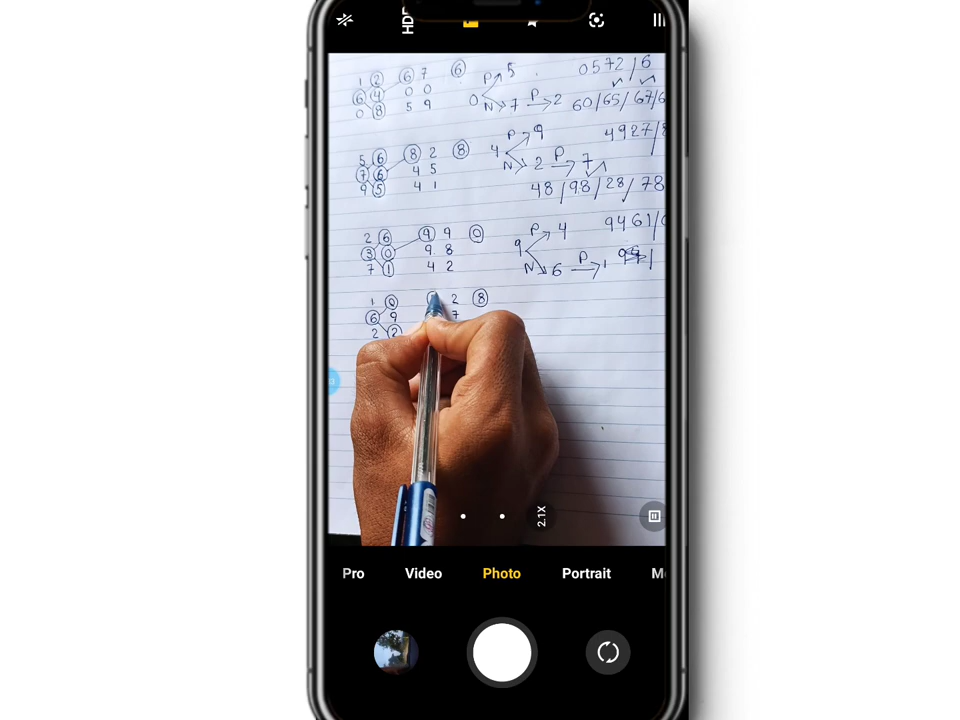 HDR
1 2 6 7 6 P 5 0572/6
6 4 0 0 0 N 7 P 2 60/65/67/6
0 8 5 9
5 6 8 2 8 P 9 4927/8
7 6 4 5 4 N 2 P 7
9 5 4 1 48/98/28/78
2 6 9 9 0 P 4 9461/
3 0 9 8 9
7 1 4 2 N 6 P 1
1 0 2 8
6 9 7
2 2
2.1X
Pro Video Photo Portrait